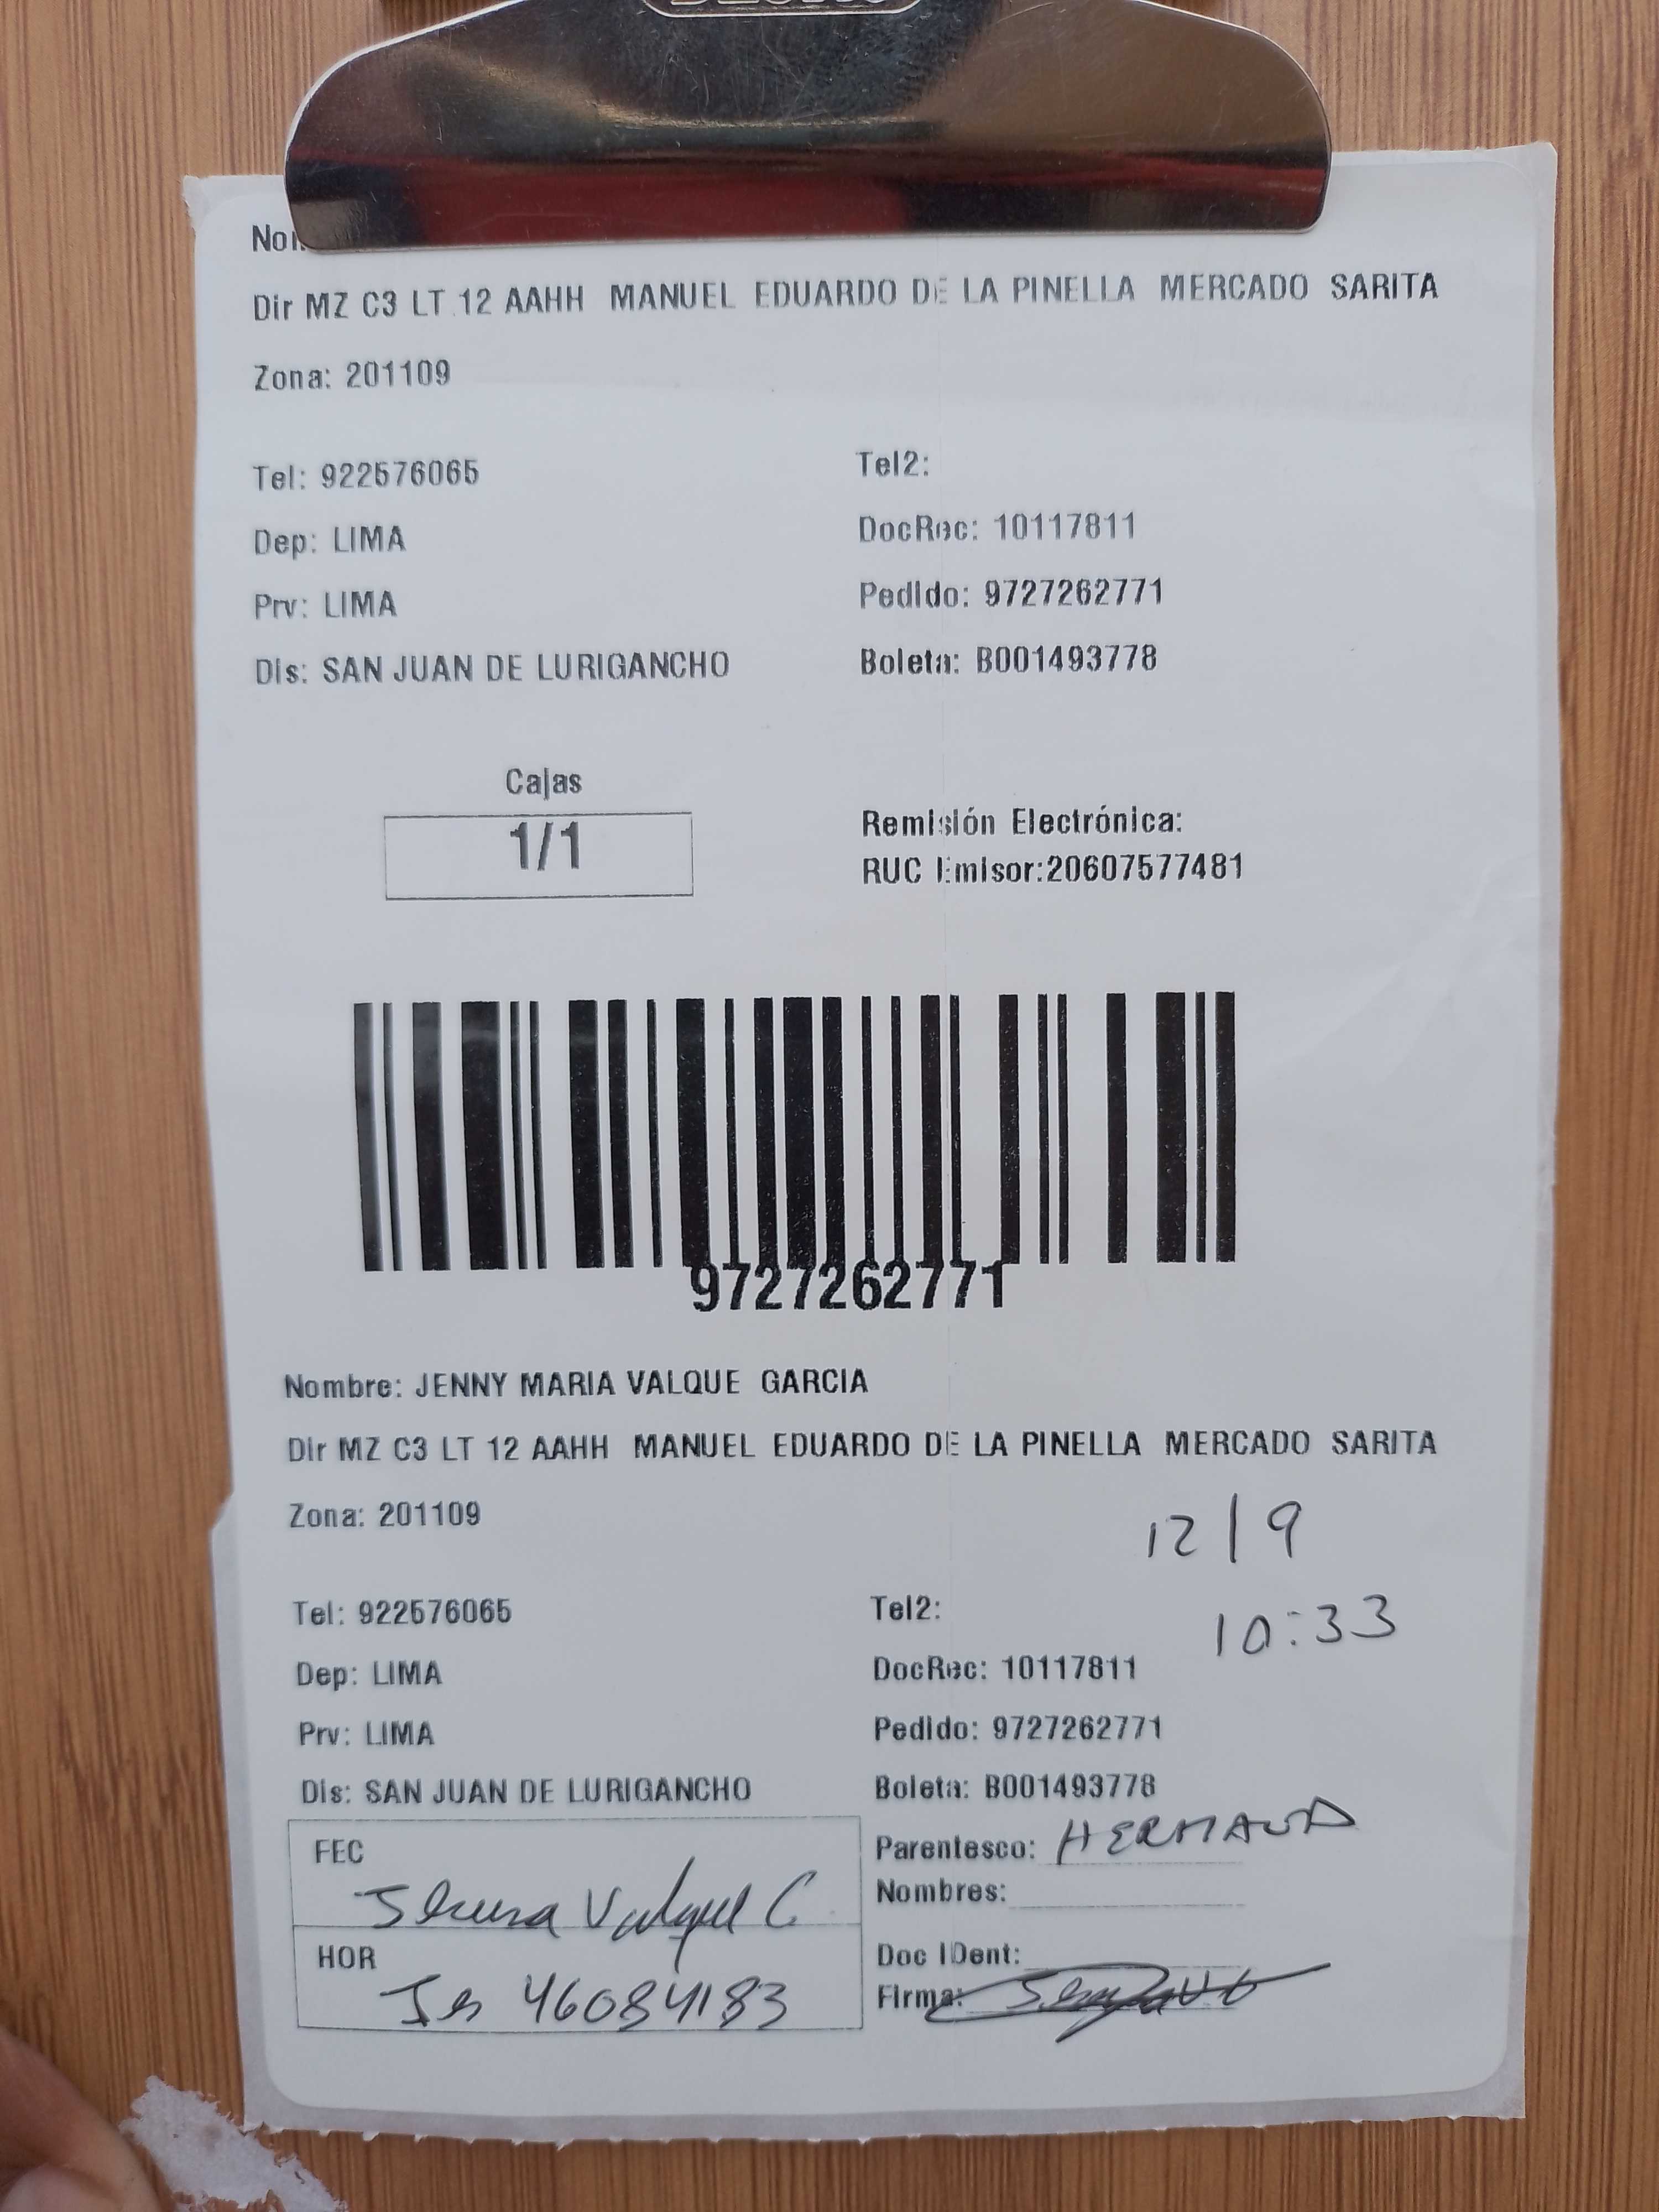 Dir MZ C3 LT 12 AAHH MANUEL EDUARDO DE LA PINELLA MERCADO SARITA
Zona: 201109
Tel: 922576065 Tel2:
Dep: LIMA DocRec: 10117811
Prv: LIMA Pedido: 9727262771
Dis: SAN JUAN DE LURIGANCHO Boleta: B001493778
Cajas
1/1
Remisión Electrónica:
RUC Emisor:20607577481
9727262771
Nombre: JENNY MARIA VALQUE GARCIA
Dir MZ C3 LT 12 AAHH MANUEL EDUARDO DE LA PINELLA MERCADO SARITA
Zona: 201109
12/9
10:33
Tel: 922576065 Tel2:
Dep: LIMA DocRec: 10117811
Prv: LIMA Pedido: 9727262771
Dis: SAN JUAN DE LURIGANCHO Boleta: B001493778
FEC
Parentesco: HERMANA
Nombres:
HOR
46084183
Doc IDent:
Firma: